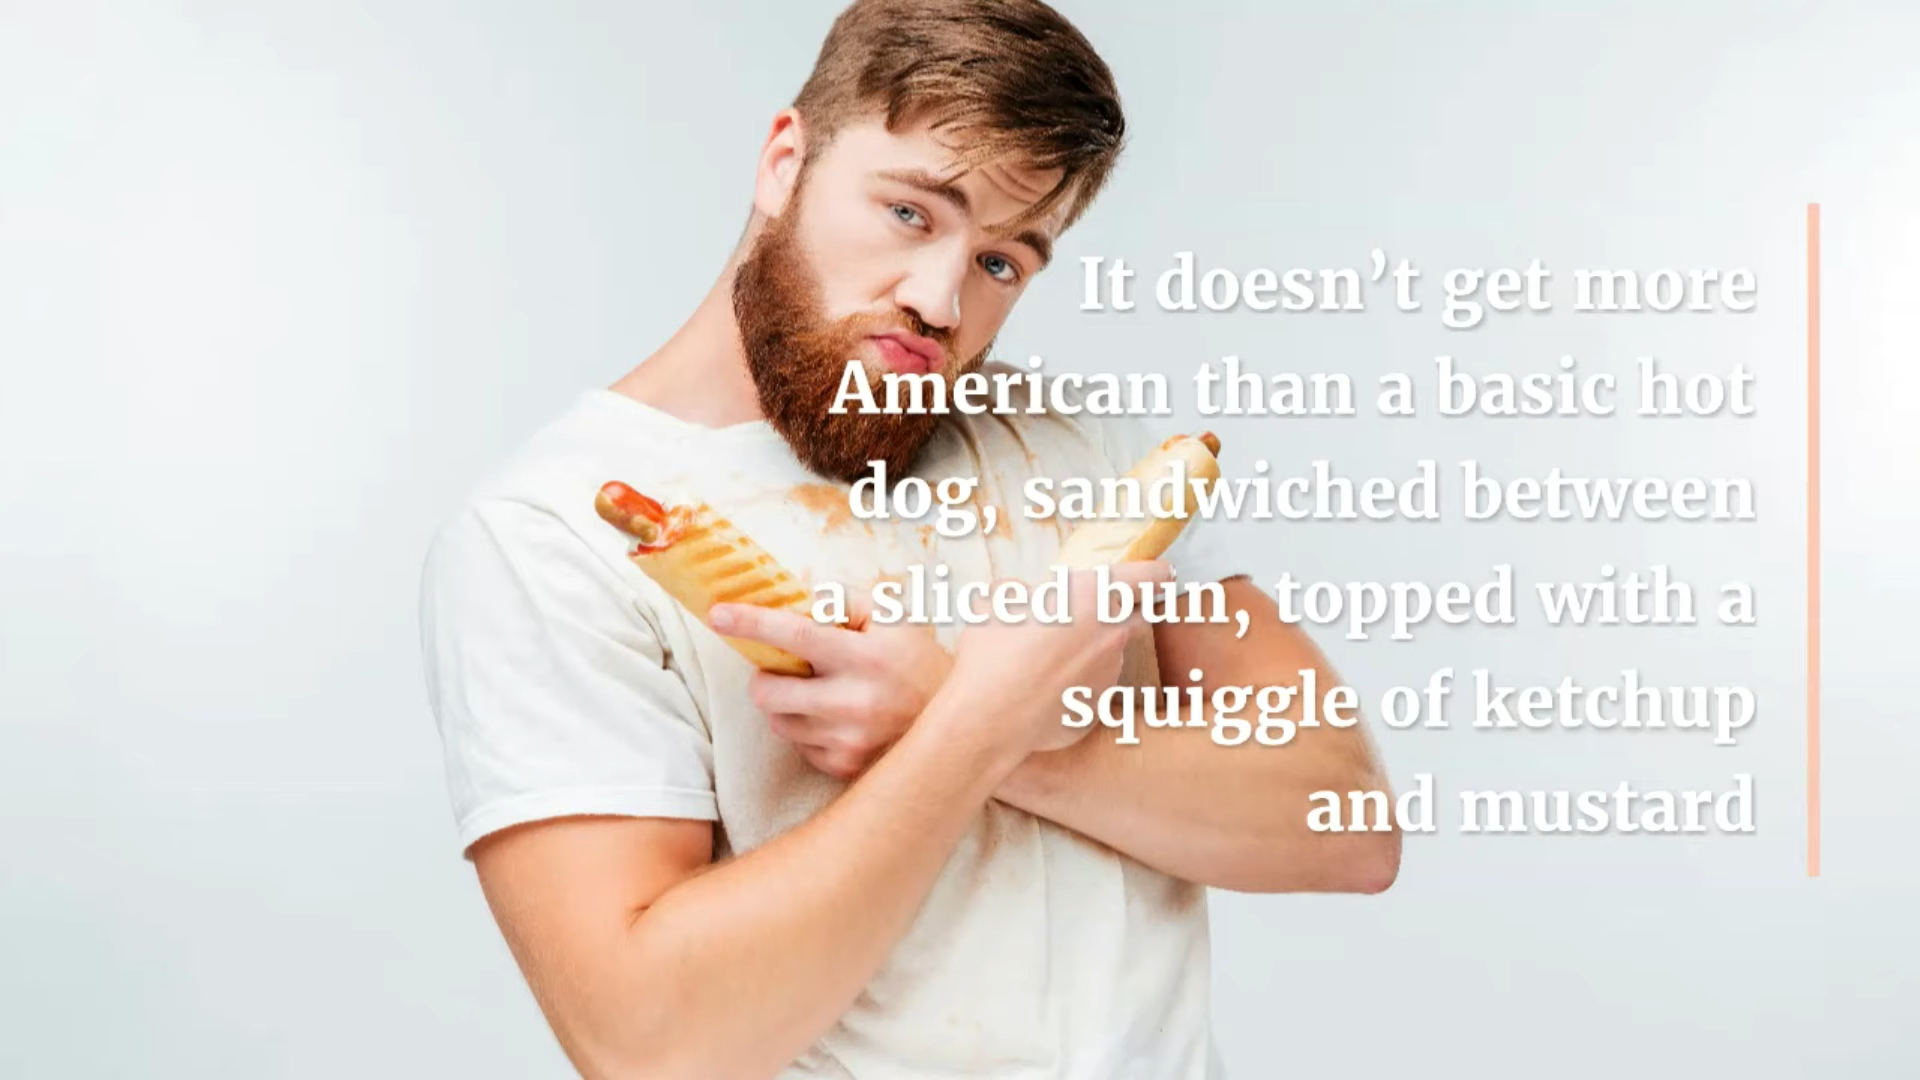 It doesn’t get more
American than a basic hot
dog, sandwiched between
a sliced bun, topped with a
squiggle of ketchup
and mustard